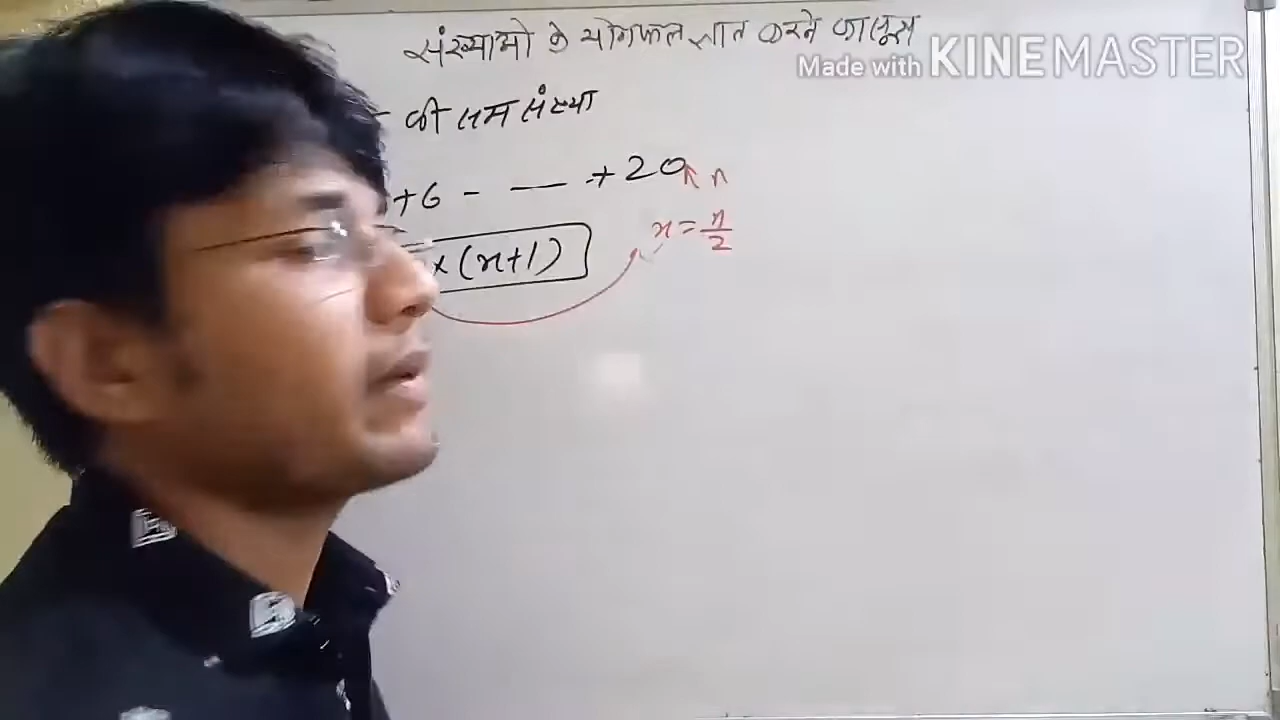 संख्याओ के योगफल ज्ञात करने का
Made with KINEMASTER
की सम संख्या
+6 - — + 20 n
x = n/2
x (x+1)